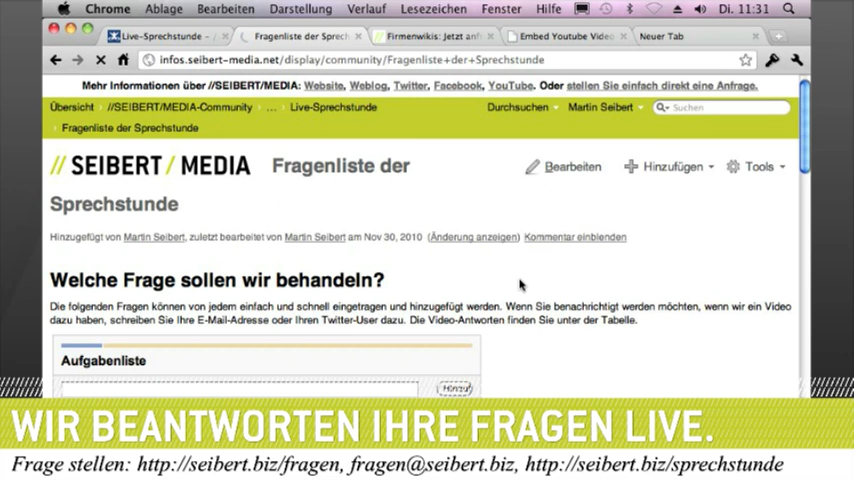 Chrome Ablage Bearbeiten Darstellung Verlauf Lesezeichen Fenster Hilfe Di. 11:31
Live-Sprechstunde - / Fragenliste der Sprech Firmenwikis: Jetzt anf Embed Youtube Video Neuer Tab
infos.seibert-media.net/display/community/Fragenliste+der+Sprechstunde
Mehr Informationen über //SEIBERT/MEDIA: Website, Weblog, Twitter, Facebook, YouTube. Oder stellen Sie einfach direkt eine Anfrage.
Übersicht › //SEIBERT/MEDIA-Community › ... › Live-Sprechstunde Durchsuchen Martin Seibert Suchen
› Fragenliste der Sprechstunde
// SEIBERT / MEDIA Fragenliste der Bearbeiten Hinzufügen Tools
Sprechstunde
Hinzugefügt von Martin Seibert, zuletzt bearbeitet von Martin Seibert am Nov 30, 2010 (Änderung anzeigen) Kommentar einblenden
Welche Frage sollen wir behandeln?
Die folgenden Fragen können von jedem einfach und schnell eingetragen und hinzugefügt werden. Wenn Sie benachrichtigt werden möchten, wenn wir ein Video
dazu haben, schreiben Sie Ihre E-Mail-Adresse oder Ihren Twitter-User dazu. Die Video-Antworten finden Sie unter der Tabelle.
Aufgabenliste
Hinzuf
WIR BEANTWORTEN IHRE FRAGEN LIVE.
Frage stellen: http://seibert.biz/fragen, fragen@seibert.biz, http://seibert.biz/sprechstunde